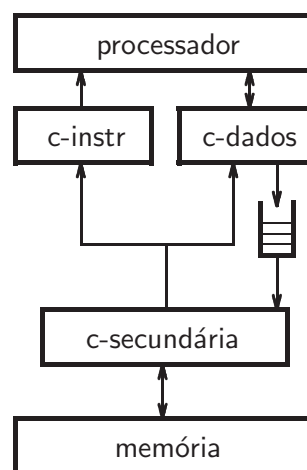 processador
c-instr
c-dados
c-secundária
memória